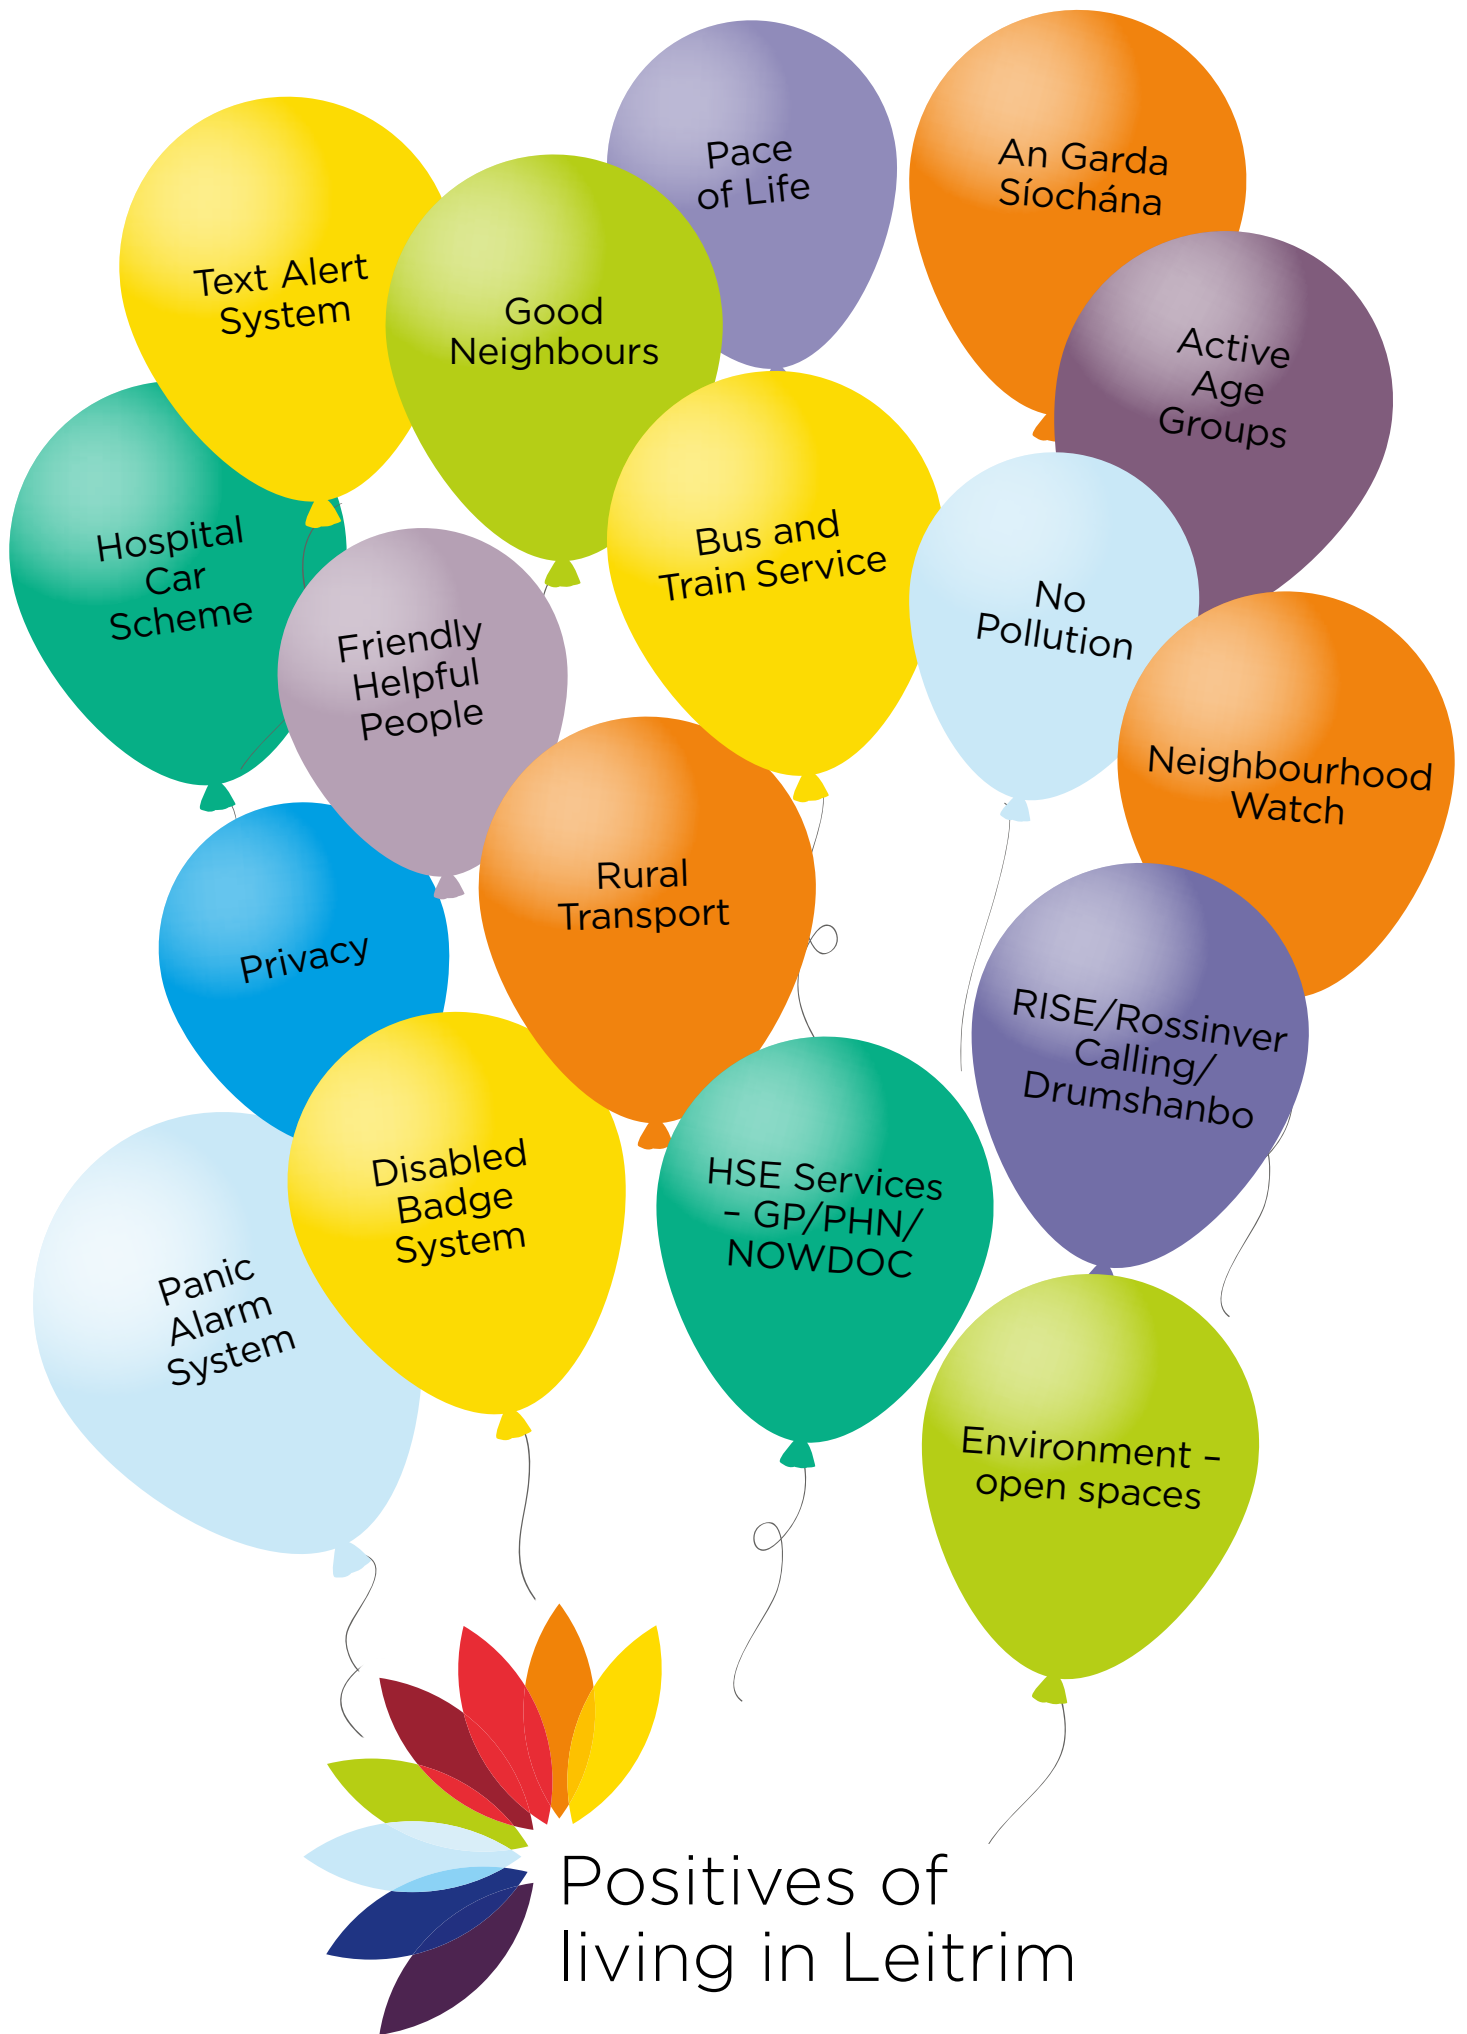 Pace
of Life
An Garda
Síochána
Text Alert
System
Good
Neighbours
Active
Age
Groups
Hospital
Car
Scheme
Bus and
Train Service
No
Pollution
Friendly
Helpful
People
Neighbourhood
Watch
Rural
Transport
Privacy
RISE/Rossinver
Calling/
Drumshanbo
Disabled
Badge
System
HSE Services
– GP/PHN/
NOWDOC
Panic
Alarm
System
Environment –
open spaces
Positives of
living in Leitrim